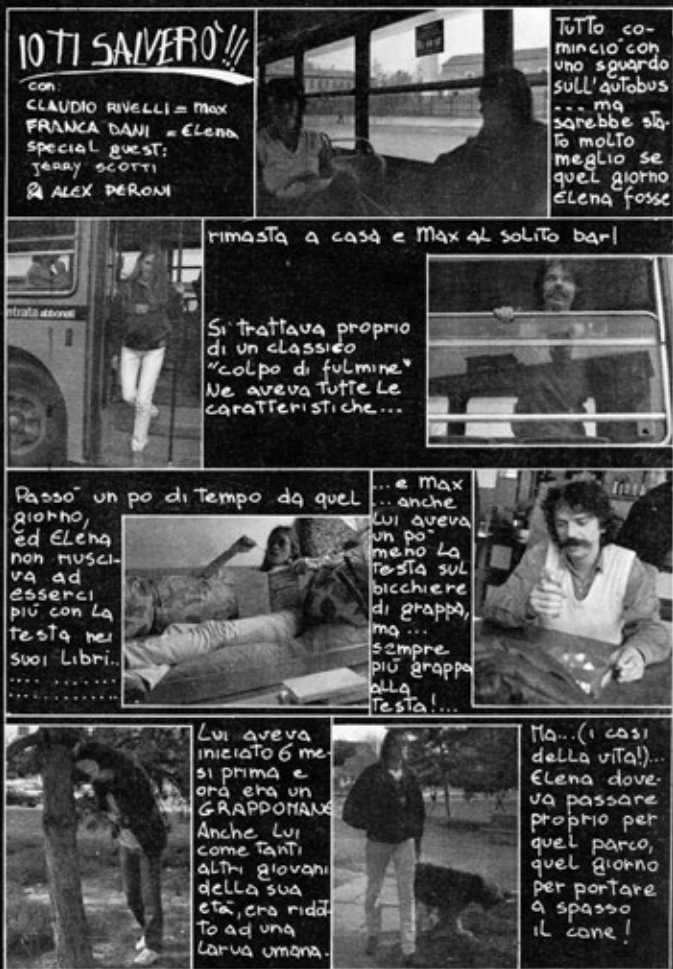 IO TI SALVERÒ'!!!
con:
CLAUDIO RIVELLI = Max
FRANCA DANI = ELENA
special guest:
JERRY SCOTTI
& ALEX PERONI
TUTTO co-
minciò con
uno sguardo
sull'autobus
... ma
sarebbe sta-
to molto
meglio se
quel giorno
Elena fosse
rimasta a casa e Max al solito bar!
entrata abbonati
Si trattava proprio
di un classico
"colpo di fulmine"
Ne aveva tutte le
caratteristiche...
Passò un po di tempo da quel
giorno,
ed Elena
non riusci-
va ad
esserci
più con la
testa nei
suoi libri..
..........
..........
...e Max
... anche
lui aveva
un po'
meno la
testa sul
bicchiere
di grappa,
ma...
sempre
più grappa
alla
testa!...
Lui aveva
iniziato 6 me-
si prima e
ora era un
GRAPPOMANE
Anche lui
come tanti
altri giovani
della sua
età, era ridot
to ad una
larva umana.
Ma...(i casi
della vita!)...
Elena dove-
va passare
proprio per
quel parco,
quel giorno
per portare
a spasso
il cane!